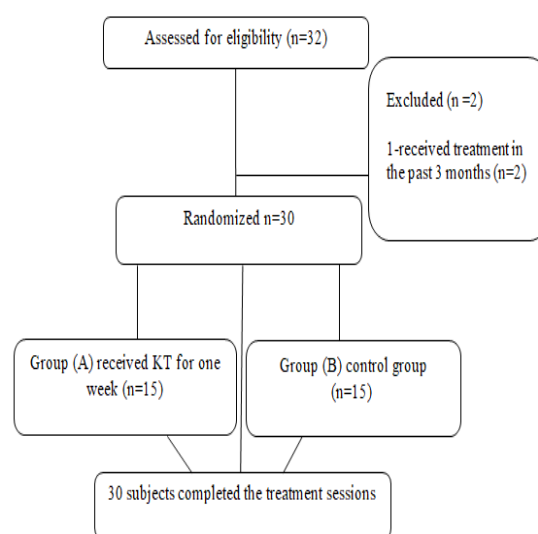 Assessed for eligibility (n=32)
Excluded (n =2)
1-received treatment in
the past 3 months (n=2)
Randomized n=30
Group (A) received KT for one
week (n=15)
Group (B) control group
(n=15)
30 subjects completed the treatment sessions